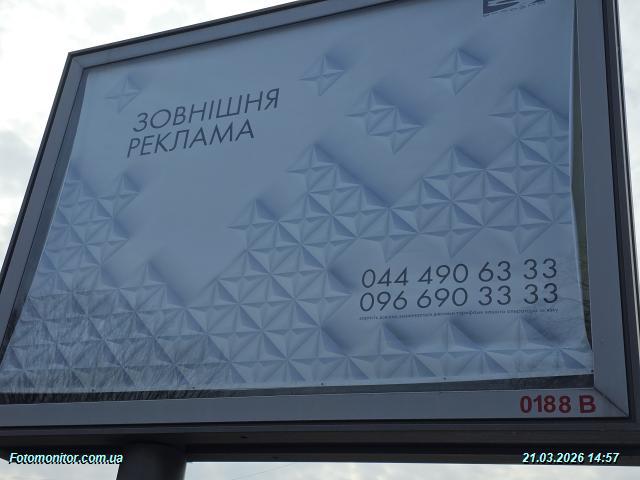 ЗОВНІШНЯ
РЕКЛАМА
044 490 63 33
096 690 33 33
0188 B
Fotomonitor.com.ua
21.03.2026 14:57